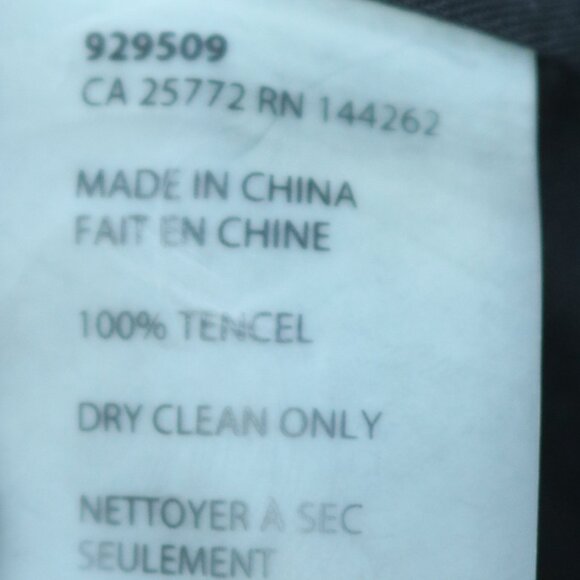 929509
CA 25772 RN 144262
MADE IN CHINA
FAIT EN CHINE
100% TENCEL
DRY CLEAN ONLY
NETTOYER À SEC
SEULEMENT